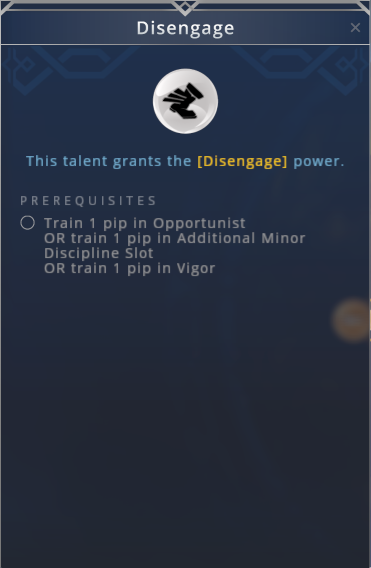 Disengage
This talent grants the [Disengage] power.
PREREQUISITES
Train 1 pip in Opportunist
OR train 1 pip in Additional Minor
Discipline Slot
OR train 1 pip in Vigor